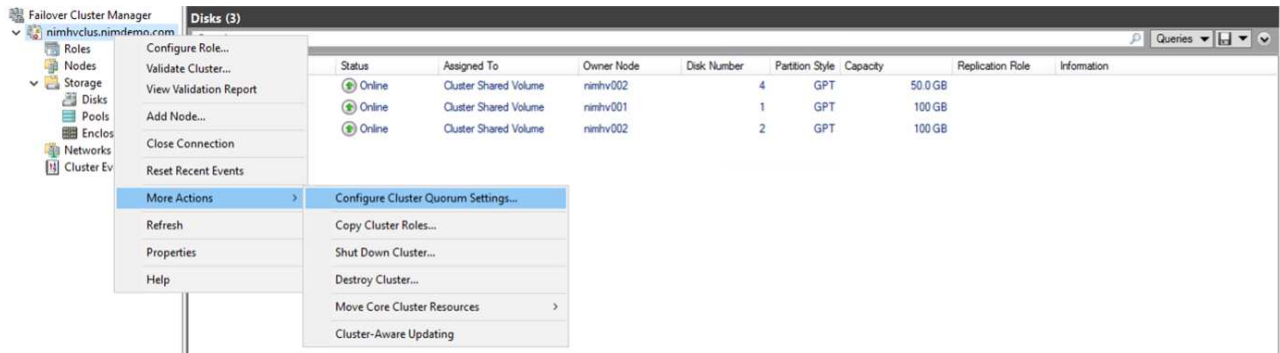 Failover Cluster Manager
nimhvclus.nimdemo.com
Roles
Nodes
Storage
Disks
Pools
Enclos
Networks
Cluster Ev
Disks (3)
Queries
Status Assigned To Owner Node Disk Number Partition Style Capacity Replication Role Information
Online Cluster Shared Volume nimhv002 4 GPT 50.0 GB
Online Cluster Shared Volume nimhv001 1 GPT 100 GB
Online Cluster Shared Volume nimhv002 2 GPT 100 GB
Configure Role...
Validate Cluster...
View Validation Report
Add Node...
Close Connection
Reset Recent Events
More Actions >
Refresh
Properties
Help
Configure Cluster Quorum Settings...
Copy Cluster Roles...
Shut Down Cluster...
Destroy Cluster...
Move Core Cluster Resources >
Cluster-Aware Updating